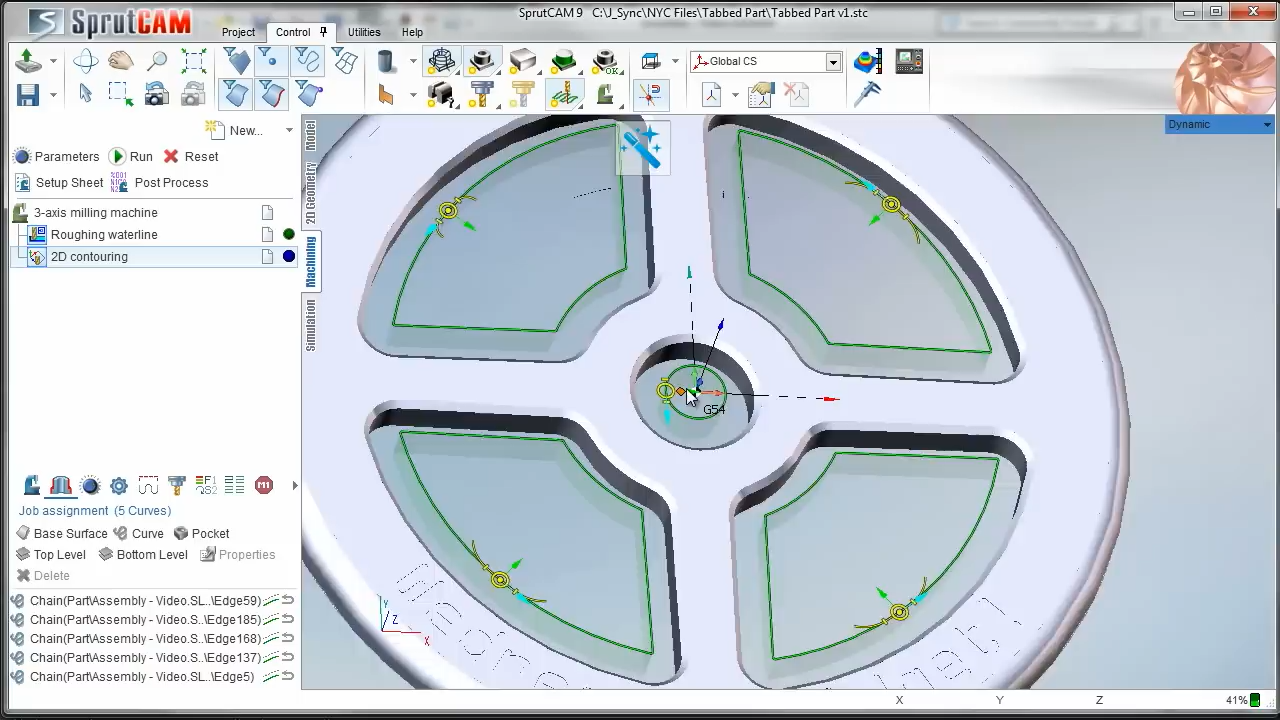 SprutCAM 9 C:\J_Sync\NYC Files\Tabbed Part\Tabbed Part v1.stc
SprutCAM
Project Control Utilities Help
OK
Global CS
New...
Parameters Run Reset
Setup Sheet Post Process
3-axis milling machine
Roughing waterline
2D contouring
Model
2D Geometry
Machining
Simulation
Dynamic
G54
Y
Z
X
M1
Job assignment (5 Curves)
Base Surface Curve Pocket
Top Level Bottom Level Properties
Delete
Chain(Part\Assembly - Video.SL..\Edge59)
Chain(Part\Assembly - Video.S..\Edge185)
Chain(Part\Assembly - Video.S..\Edge168)
Chain(Part\Assembly - Video.S..\Edge137)
Chain(Part\Assembly - Video.SL...\Edge5)
X Y Z 41%